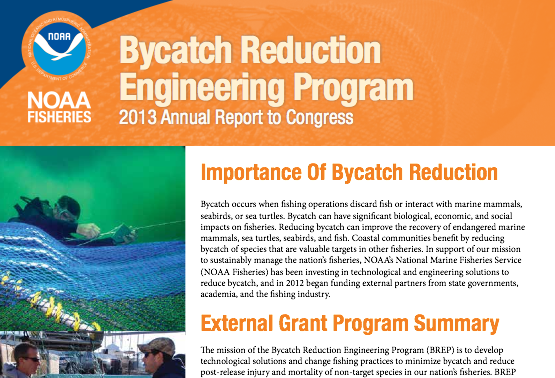 NOAA
NOAA
FISHERIES
Bycatch Reduction
Engineering Program
2013 Annual Report to Congress
Importance Of Bycatch Reduction
Bycatch occurs when fishing operations discard fish or interact with marine mammals,
seabirds, or sea turtles. Bycatch can have significant biological, economic, and social
impacts on fisheries. Reducing bycatch can improve the recovery of endangered marine
mammals, sea turtles, seabirds, and fish. Coastal communities benefit by reducing
bycatch of species that are valuable targets in other fisheries. In support of our mission
to sustainably manage the nation's fisheries, NOAA's National Marine Fisheries Service
(NOAA Fisheries) has been investing in technological and engineering solutions to
reduce bycatch, and in 2012 began funding external partners from state governments,
academia, and the fishing industry.
External Grant Program Summary
The mission of the Bycatch Reduction Engineering Program (BREP) is to develop
technological solutions and change fishing practices to minimize bycatch and reduce
post-release injury and mortality of non-target species in our nation's fisheries. BREP